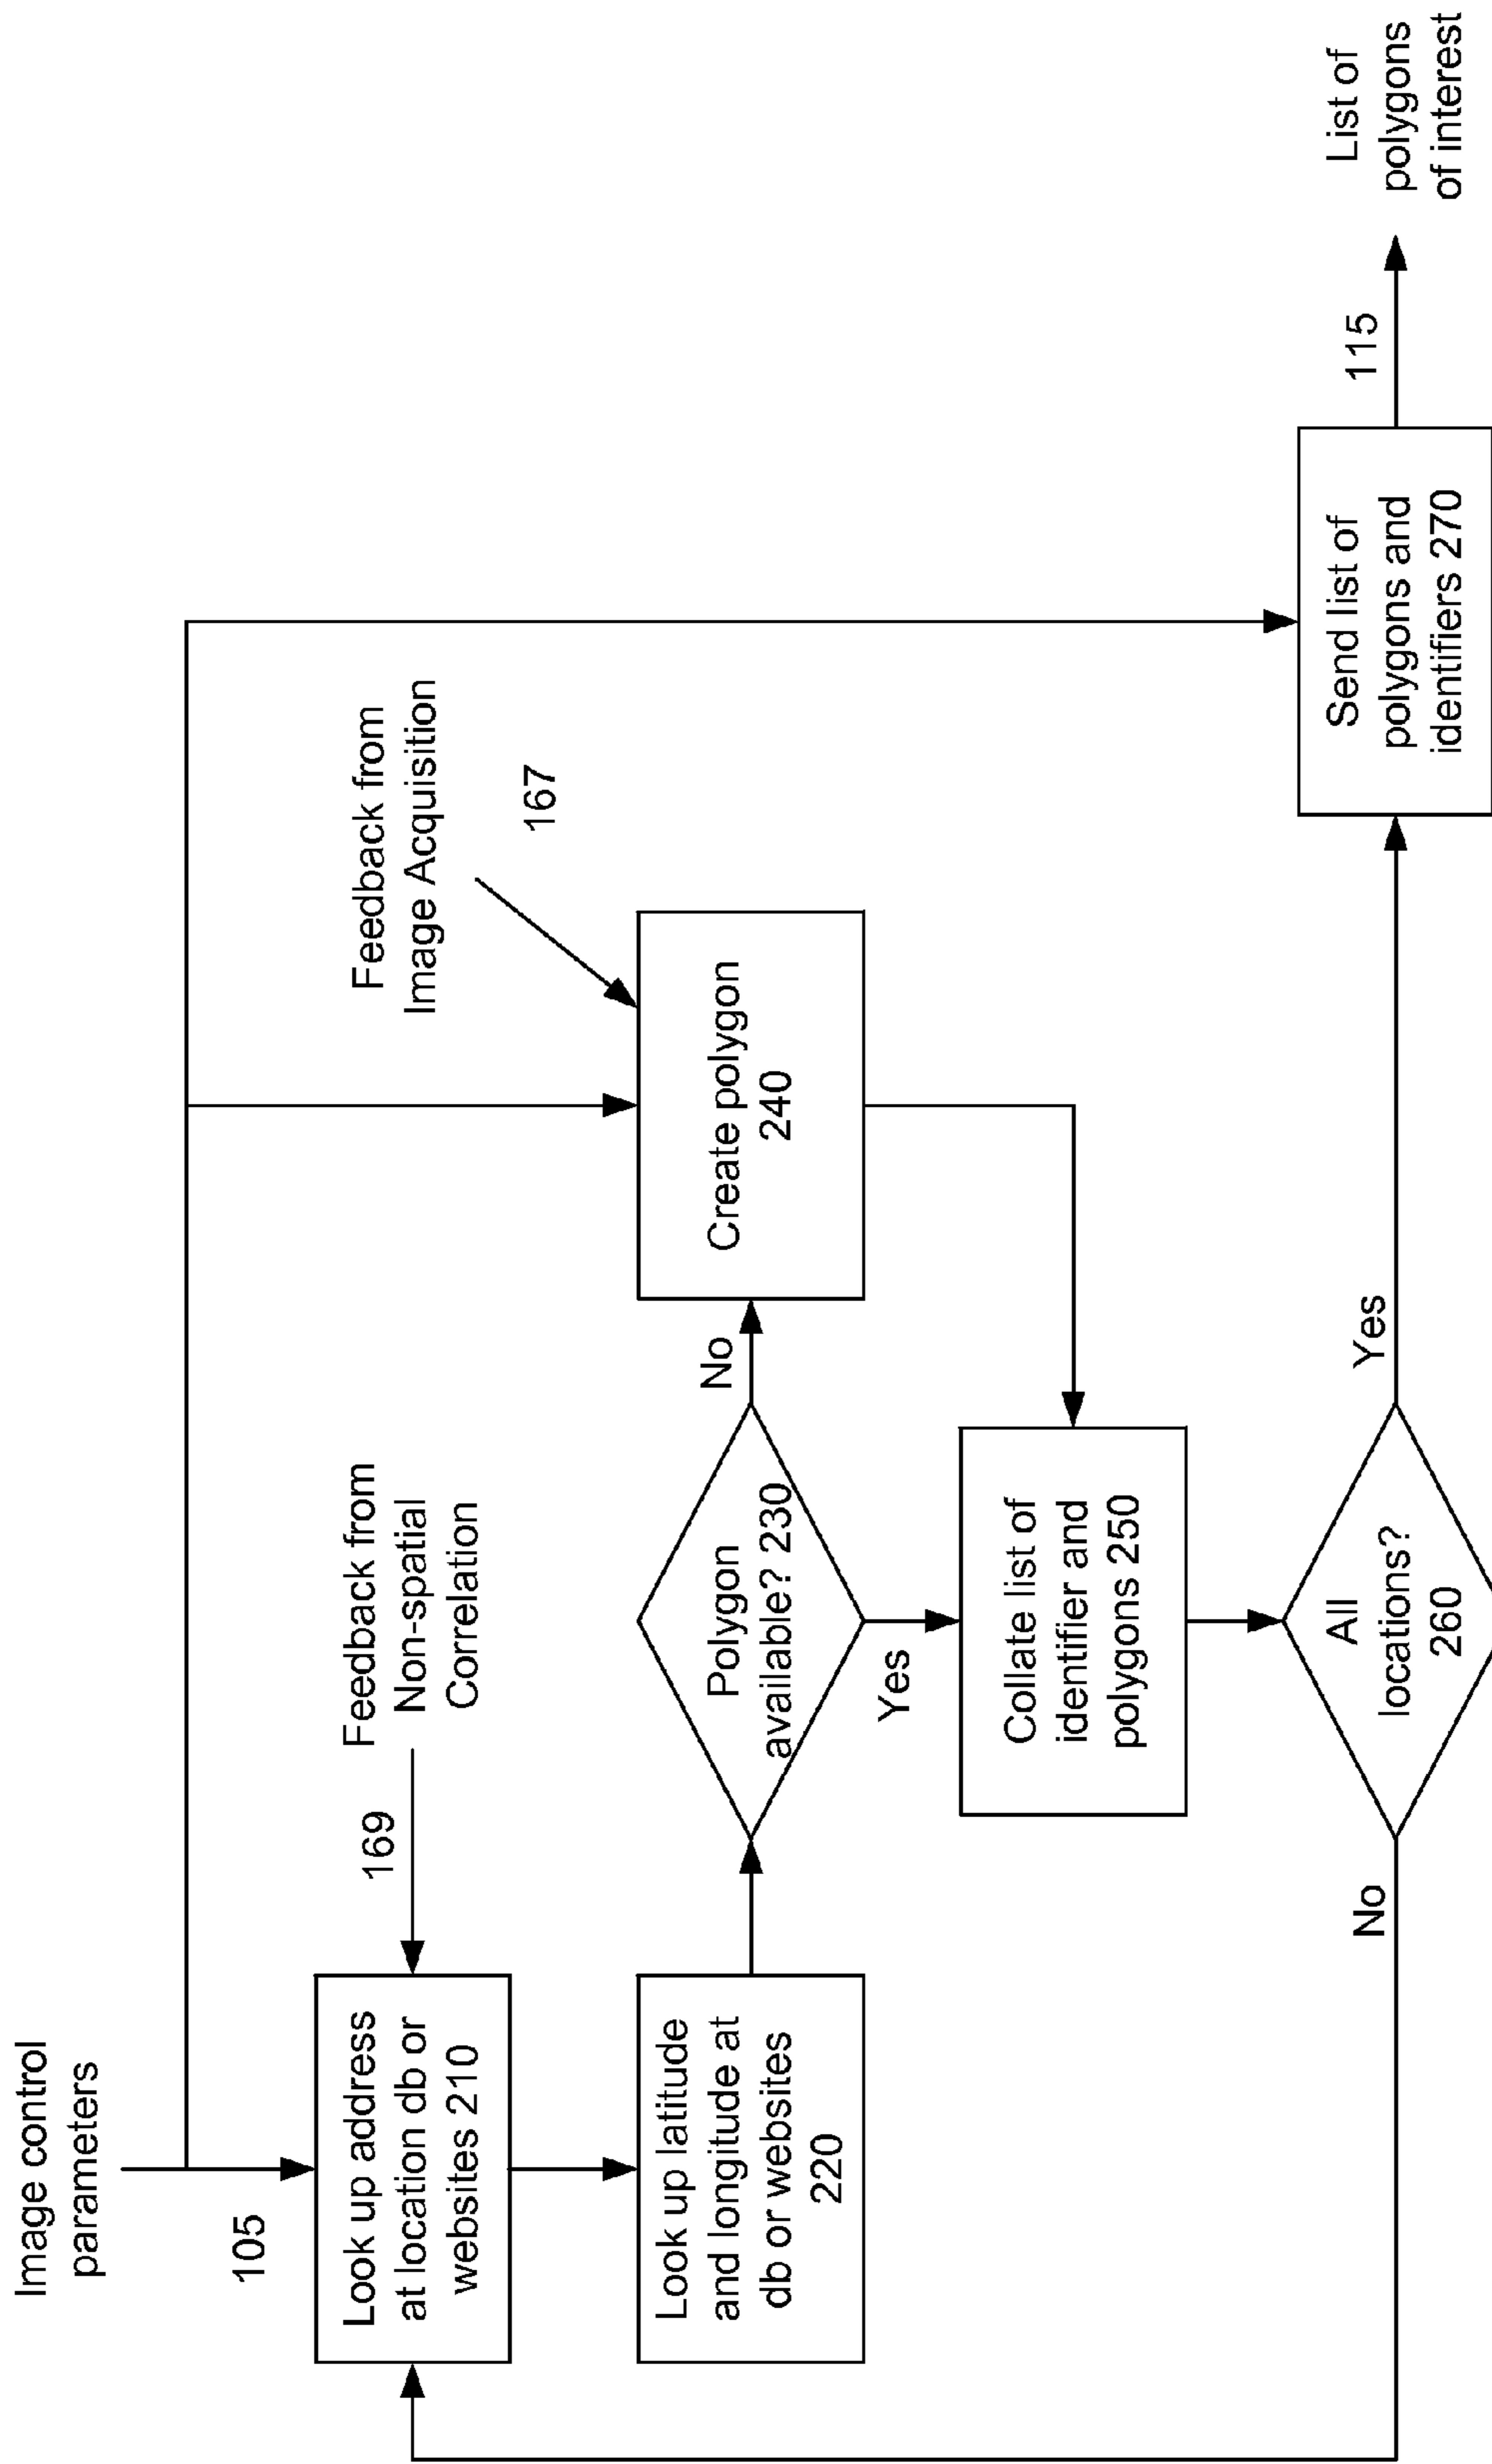 Image control
parameters
105
Feedback from
Non-spatial
Correlation
169
Look up address
at location db or
websites 210
Look up latitude
and longitude at
db or websites
220
Polygon
available? 230
No
Yes
Feedback from
Image Acquisition
167
Create polygon
240
Collate list of
identifier and
polygons 250
All
locations?
260
No
Yes
Send list of
polygons and
identifiers 270
115
List of
polygons
of interest